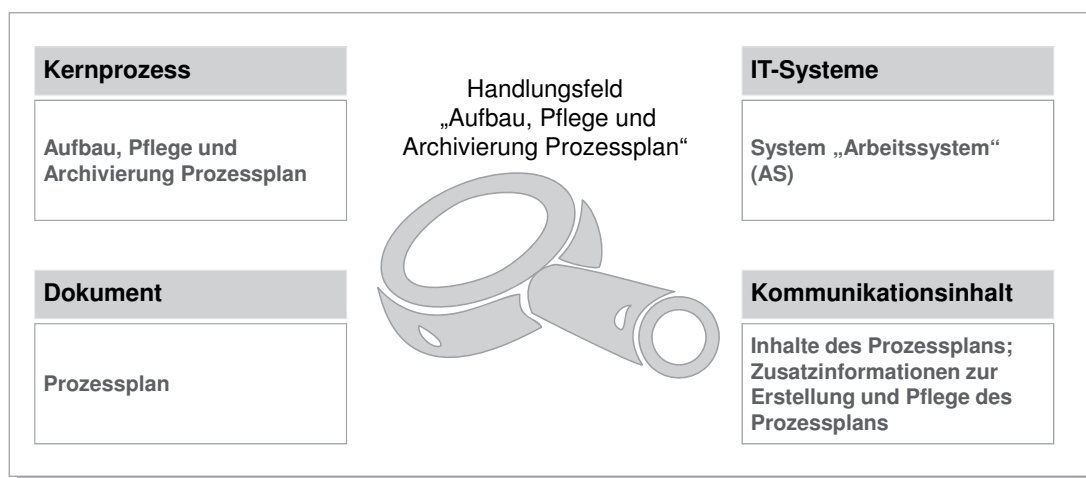 Kernprozess
Aufbau, Pflege und
Archivierung Prozessplan
Handlungsfeld
„Aufbau, Pflege und
Archivierung Prozessplan“
IT-Systeme
System „Arbeitssystem“
(AS)
Dokument
Prozessplan
Kommunikationsinhalt
Inhalte des Prozessplans;
Zusatzinformationen zur
Erstellung und Pflege des
Prozessplans